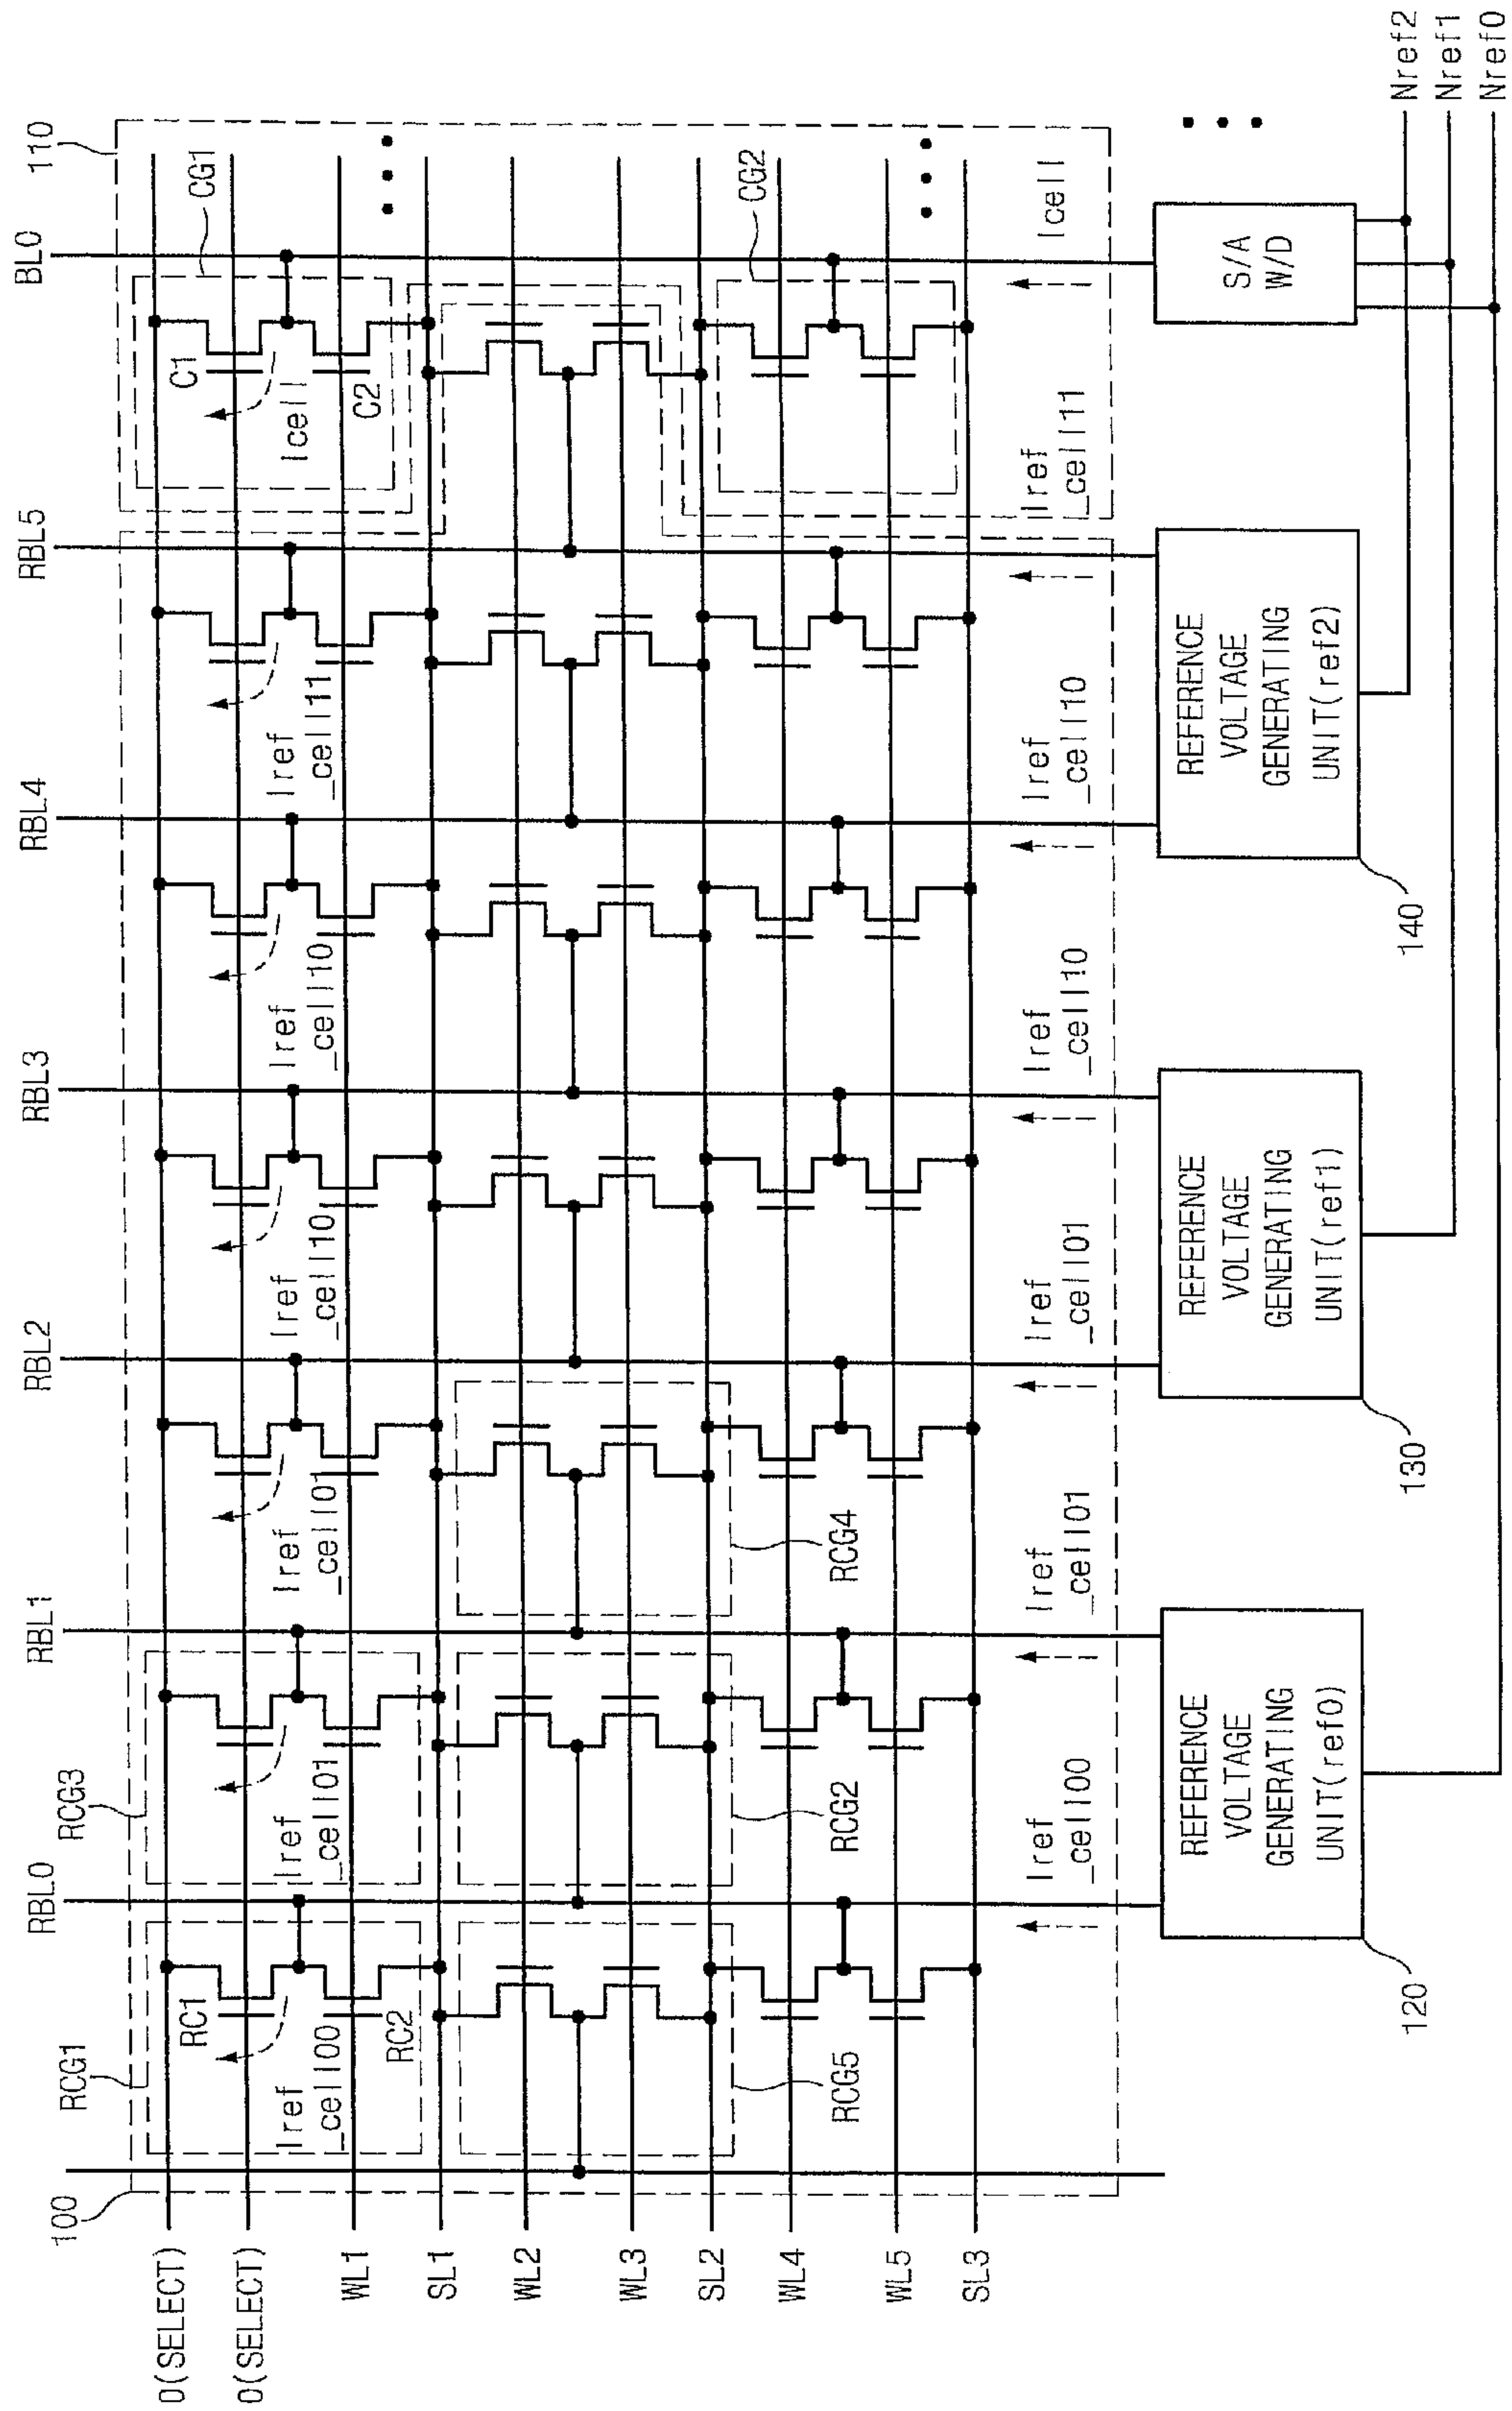 RBL0
RBL1
RBL2
RBL3
RBL4
RBL5
BL0
100
RCG1
RCG3
110
0(SELECT)
RC1
C1
CG1
0(SELECT)
Iref
_cell00
Iref
_cell01
Iref
_cell01
Iref
_cell10
Iref
_cell10
Iref
_cell11
Icell
WL1
RC2
C2
SL1
WL2
WL3
SL2
CG2
WL4
RCG5
RCG2
RCG4
WL5
SL3
Iref
_cell00
Iref
_cell01
Iref
_cell01
Iref
_cell10
Iref
_cell10
Iref
_cell11
Icell
REFERENCE
VOLTAGE
GENERATING
UNIT(ref0)
REFERENCE
VOLTAGE
GENERATING
UNIT(ref1)
REFERENCE
VOLTAGE
GENERATING
UNIT(ref2)
S/A
W/D
120
130
140
Nref2
Nref1
Nref0